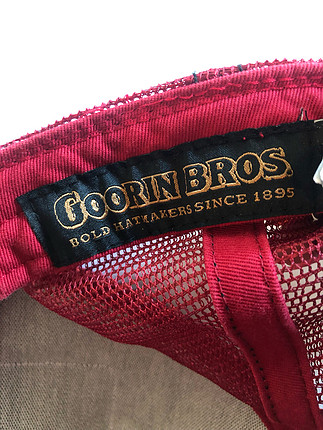 GOORIN BROS.
BOLD HATMAKERS SINCE 1895